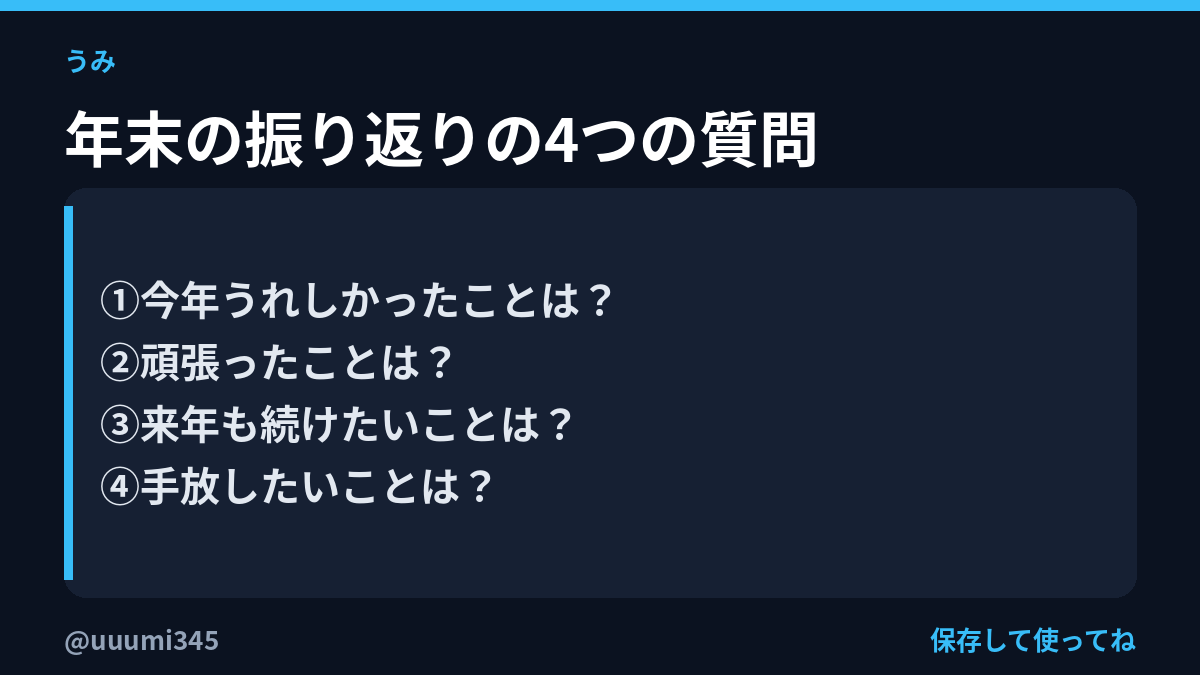 うみ
年末の振り返りの4つの質問
①今年うれしかったことは？
②頑張ったことは？
③来年も続けたいことは？
④手放したいことは？
@uuumi345
保存して使ってね